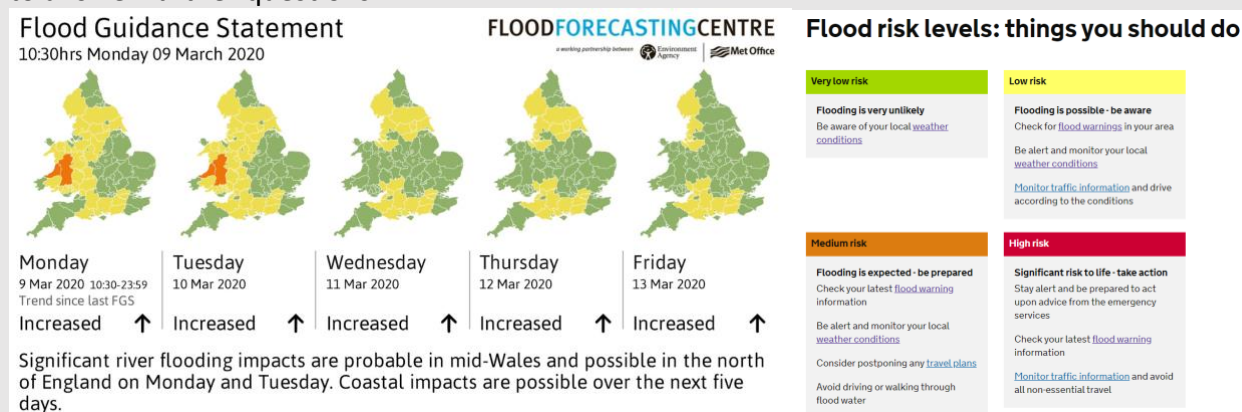 Flood Guidance Statement
10:30hrs Monday 09 March 2020
FLOODFORECASTINGCENTRE
a working partnership between
Environment
Agency
Met Office
Monday
9 Mar 2020 10:30-23:59
Trend since last FGS
Increased ↑
Tuesday
10 Mar 2020
Increased ↑
Wednesday
11 Mar 2020
Increased ↑
Thursday
12 Mar 2020
Increased ↑
Friday
13 Mar 2020
Increased ↑
Significant river flooding impacts are probable in mid-Wales and possible in the north
of England on Monday and Tuesday. Coastal impacts are possible over the next five
days.
Flood risk levels: things you should do
Very low risk
Flooding is very unlikely
Be aware of your local weather
conditions
Low risk
Flooding is possible - be aware
Check for flood warnings in your area
Be alert and monitor your local
weather conditions
Monitor traffic information and drive
according to the conditions
Medium risk
Flooding is expected - be prepared
Check your latest flood warning
information
Be alert and monitor your local
weather conditions
Consider postponing any travel plans
Avoid driving or walking through
flood water
High risk
Significant risk to life - take action
Stay alert and be prepared to act
upon advice from the emergency
services
Check your latest flood warning
information
Monitor traffic information and avoid
all non-essential travel